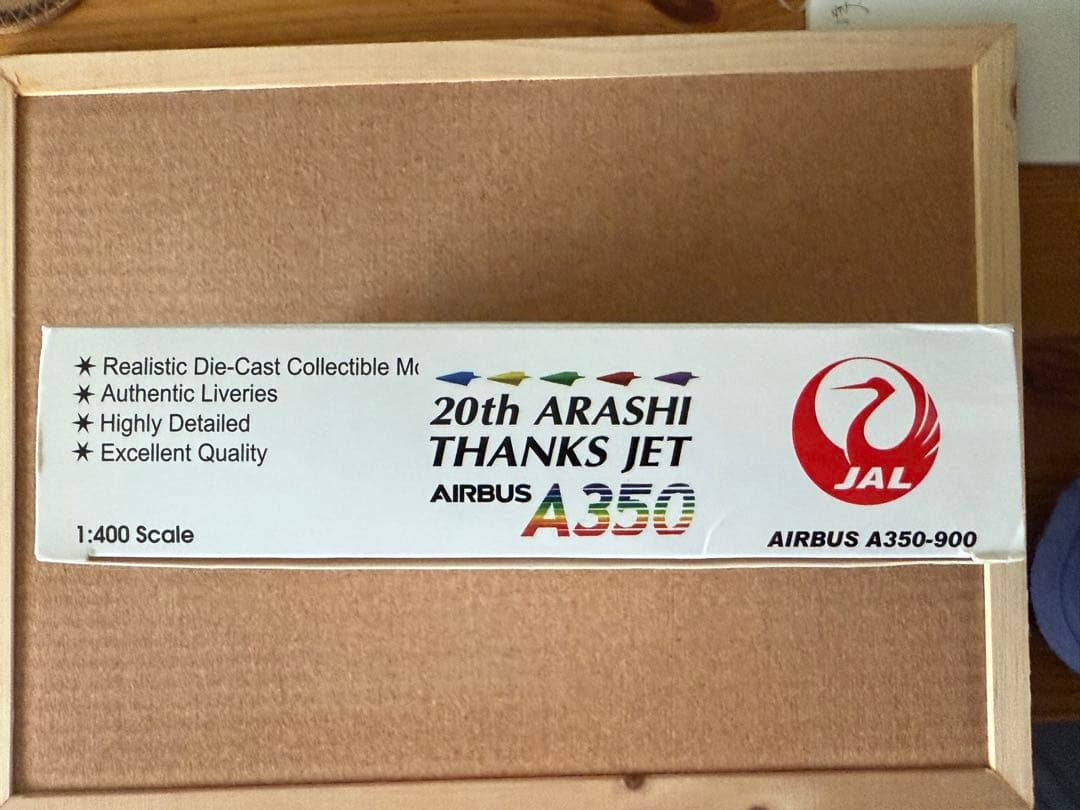 ✶ Realistic Die-Cast Collectible
✶ Authentic Liveries
✶ Highly Detailed
✶ Excellent Quality
1:400 Scale
20th ARASHI
THANKS JET
AIRBUS A350
JAL
AIRBUS A350-900